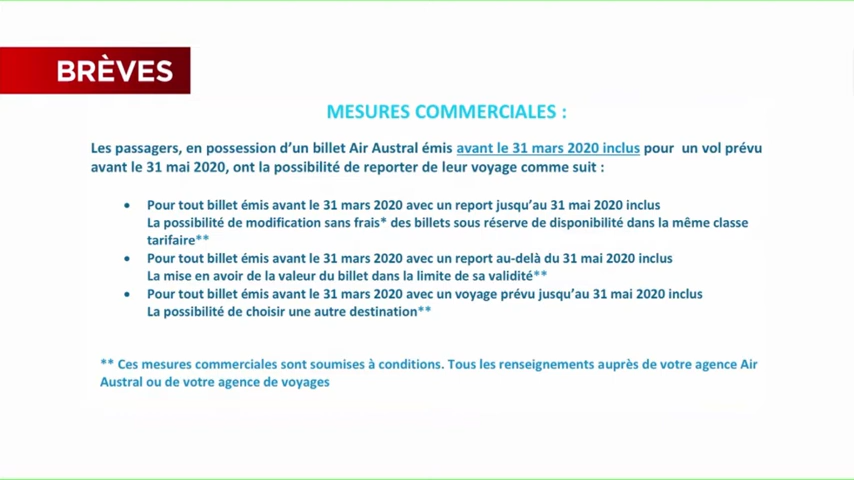 BRÈVES
MESURES COMMERCIALES :
Les passagers, en possession d'un billet Air Austral émis avant le 31 mars 2020 inclus pour un vol prévu
avant le 31 mai 2020, ont la possibilité de reporter de leur voyage comme suit :
• Pour tout billet émis avant le 31 mars 2020 avec un report jusqu'au 31 mai 2020 inclus
La possibilité de modification sans frais* des billets sous réserve de disponibilité dans la même classe
tarifaire**
• Pour tout billet émis avant le 31 mars 2020 avec un report au-delà du 31 mai 2020 inclus
La mise en avoir de la valeur du billet dans la limite de sa validité**
• Pour tout billet émis avant le 31 mars 2020 avec un voyage prévu jusqu'au 31 mai 2020 inclus
La possibilité de choisir une autre destination**
** Ces mesures commerciales sont soumises à conditions. Tous les renseignements auprès de votre agence Air
Austral ou de votre agence de voyages